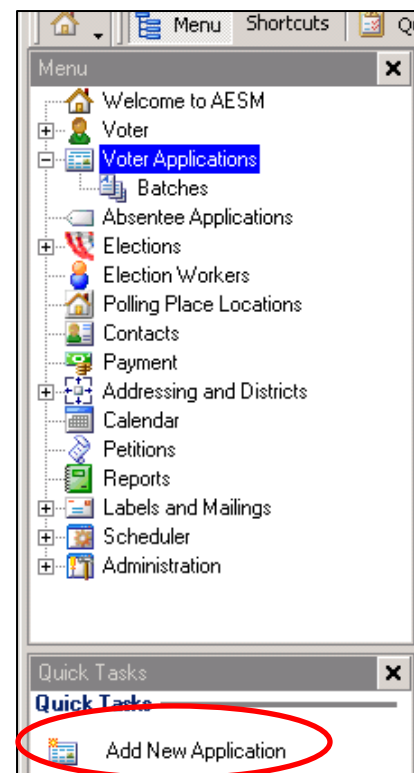 Menu Shortcuts
Menu
Welcome to AESM
Voter
Voter Applications
Batches
Absentee Applications
Elections
Election Workers
Polling Place Locations
Contacts
Payment
Addressing and Districts
Calendar
Petitions
Reports
Labels and Mailings
Scheduler
Administration
Quick Tasks
Quick Tasks
Add New Application